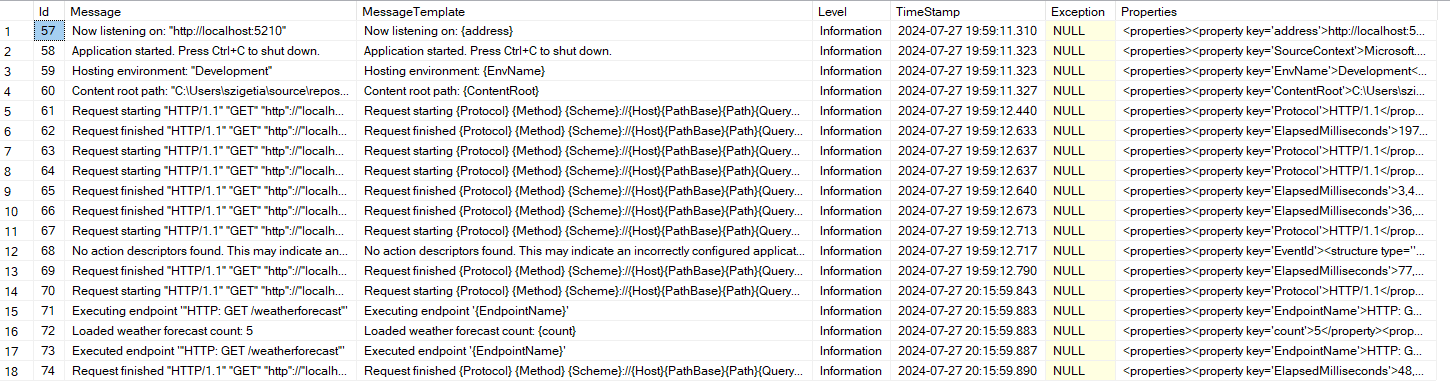 Id Message MessageTemplate Level TimeStamp Exception Properties
1 57 Now listening on: "http://localhost:5210" Now listening on: {address} Information 2024-07-27 19:59:11.310 NULL <properties><property key='address'>http://localhost:5...
2 58 Application started. Press Ctrl+C to shut down. Application started. Press Ctrl+C to shut down. Information 2024-07-27 19:59:11.323 NULL <properties><property key='SourceContext'>Microsoft....
3 59 Hosting environment: "Development" Hosting environment: {EnvName} Information 2024-07-27 19:59:11.323 NULL <properties><property key='EnvName'>Development<...
4 60 Content root path: "C:\Users\szigetia\source\repos... Content root path: {ContentRoot} Information 2024-07-27 19:59:11.327 NULL <properties><property key='ContentRoot'>C:\Users\szi...
5 61 Request starting "HTTP/1.1" "GET" "http"://"localh... Request starting {Protocol} {Method} {Scheme}://{Host}{PathBase}{Path}{Query... Information 2024-07-27 19:59:12.440 NULL <properties><property key='Protocol'>HTTP/1.1</prop...
6 62 Request finished "HTTP/1.1" "GET" "http"://"localh... Request finished {Protocol} {Method} {Scheme}://{Host}{PathBase}{Path}{Query... Information 2024-07-27 19:59:12.633 NULL <properties><property key='ElapsedMilliseconds'>197...
7 63 Request starting "HTTP/1.1" "GET" "http"://"localh... Request starting {Protocol} {Method} {Scheme}://{Host}{PathBase}{Path}{Query... Information 2024-07-27 19:59:12.637 NULL <properties><property key='Protocol'>HTTP/1.1</prop...
8 64 Request starting "HTTP/1.1" "GET" "http"://"localh... Request starting {Protocol} {Method} {Scheme}://{Host}{PathBase}{Path}{Query... Information 2024-07-27 19:59:12.637 NULL <properties><property key='Protocol'>HTTP/1.1</prop...
9 65 Request finished "HTTP/1.1" "GET" "http"://"localh... Request finished {Protocol} {Method} {Scheme}://{Host}{PathBase}{Path}{Query... Information 2024-07-27 19:59:12.640 NULL <properties><property key='ElapsedMilliseconds'>3,4...
10 66 Request finished "HTTP/1.1" "GET" "http"://"localh... Request finished {Protocol} {Method} {Scheme}://{Host}{PathBase}{Path}{Query... Information 2024-07-27 19:59:12.673 NULL <properties><property key='ElapsedMilliseconds'>36,...
11 67 Request starting "HTTP/1.1" "GET" "http"://"localh... Request starting {Protocol} {Method} {Scheme}://{Host}{PathBase}{Path}{Query... Information 2024-07-27 19:59:12.713 NULL <properties><property key='Protocol'>HTTP/1.1</prop...
12 68 No action descriptors found. This may indicate an... No action descriptors found. This may indicate an incorrectly configured applicat... Information 2024-07-27 19:59:12.717 NULL <properties><property key='EventId'><structure type=''...
13 69 Request finished "HTTP/1.1" "GET" "http"://"localh... Request finished {Protocol} {Method} {Scheme}://{Host}{PathBase}{Path}{Query... Information 2024-07-27 19:59:12.790 NULL <properties><property key='ElapsedMilliseconds'>77,...
14 70 Request starting "HTTP/1.1" "GET" "http"://"localh... Request starting {Protocol} {Method} {Scheme}://{Host}{PathBase}{Path}{Query... Information 2024-07-27 20:15:59.843 NULL <properties><property key='Protocol'>HTTP/1.1</prop...
15 71 Executing endpoint '"HTTP: GET /weatherforecast"' Executing endpoint '{EndpointName}' Information 2024-07-27 20:15:59.883 NULL <properties><property key='EndpointName'>HTTP: G...
16 72 Loaded weather forecast count: 5 Loaded weather forecast count: {count} Information 2024-07-27 20:15:59.883 NULL <properties><property key='count'>5</property><prop...
17 73 Executed endpoint '"HTTP: GET /weatherforecast"' Executed endpoint '{EndpointName}' Information 2024-07-27 20:15:59.887 NULL <properties><property key='EndpointName'>HTTP: G...
18 74 Request finished "HTTP/1.1" "GET" "http"://"localh... Request finished {Protocol} {Method} {Scheme}://{Host}{PathBase}{Path}{Query... Information 2024-07-27 20:15:59.890 NULL <properties><property key='ElapsedMilliseconds'>48,...